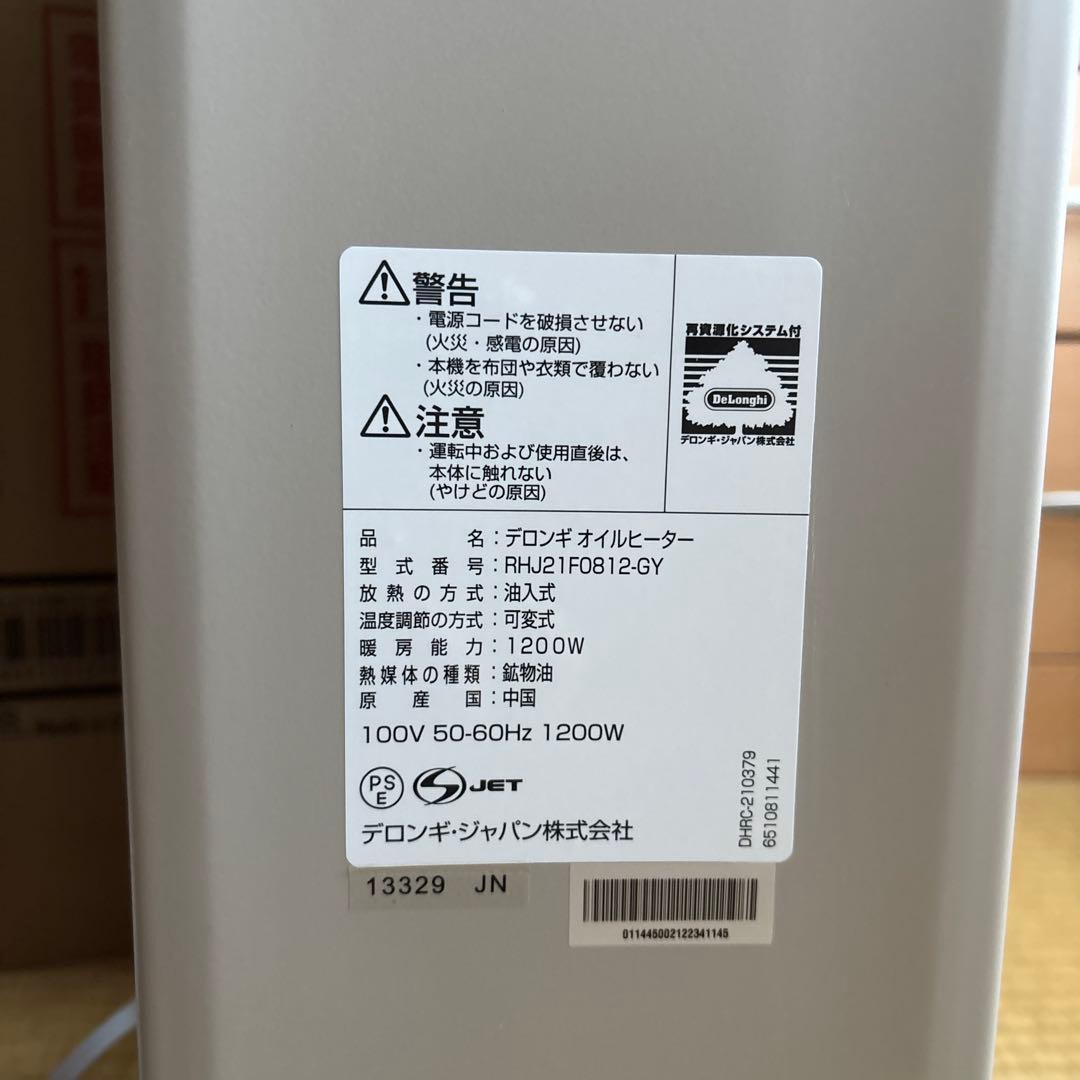 警告
・電源コードを破損させない
(火災・感電の原因)
・本機を布団や衣類で覆わない
(火災の原因)
注意
・運転中および使用直後は、
本体に触れない
(やけどの原因)
再資源化システム付
DeLonghi
デロンギ・ジャパン株式会社
品名:デロンギ オイルヒーター
型式番号:RHJ21F0812-GY
放熱の方式:油入式
温度調節の方式:可変式
暖房能力:1200W
熱媒体の種類:鉱物油
原産国:中国
100V 50-60Hz 1200W
PS
E
JET
デロンギ・ジャパン株式会社
DHRC-210379
6510811441
13329 JN
011445002122341145